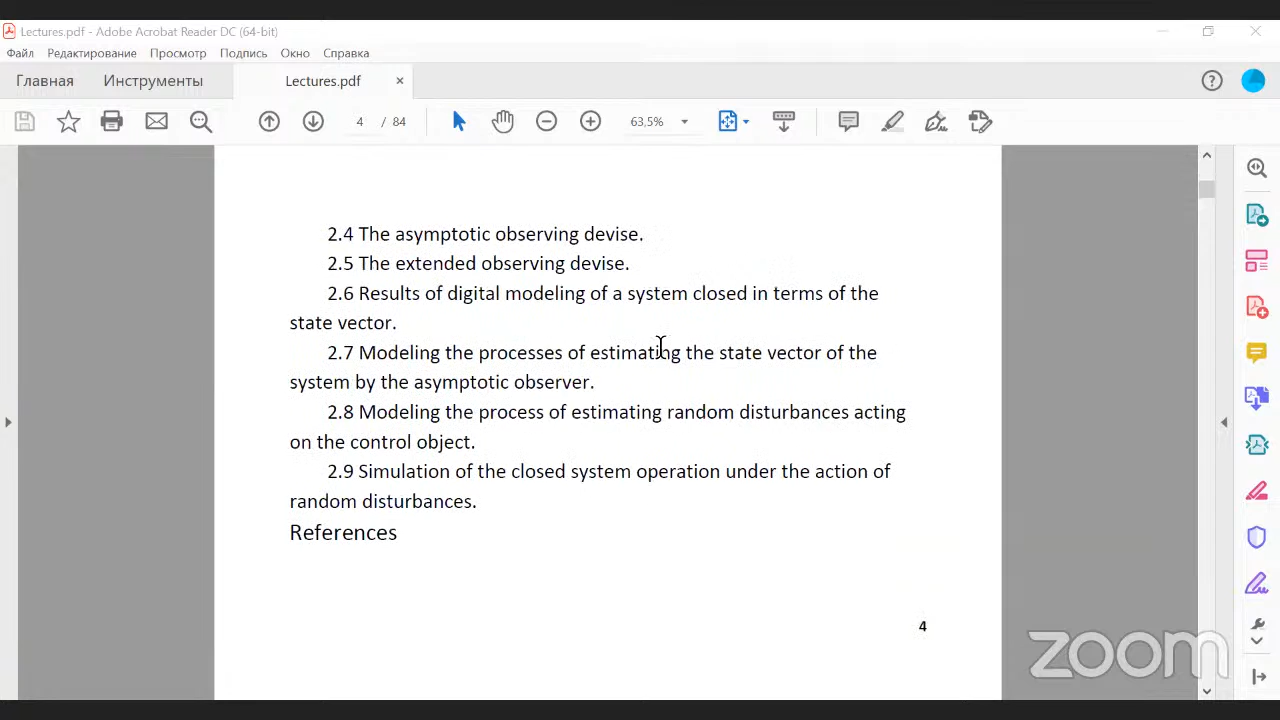 Lectures.pdf - Adobe Acrobat Reader DC (64-bit)
Файл Редактирование Просмотр Подпись Окно Справка
Главная Инструменты Lectures.pdf ×
4 / 84 63,5%
2.4 The asymptotic observing devise.
2.5 The extended observing devise.
2.6 Results of digital modeling of a system closed in terms of the
state vector.
2.7 Modeling the processes of estimating the state vector of the
system by the asymptotic observer.
2.8 Modeling the process of estimating random disturbances acting
on the control object.
2.9 Simulation of the closed system operation under the action of
random disturbances.
References
4
zoom